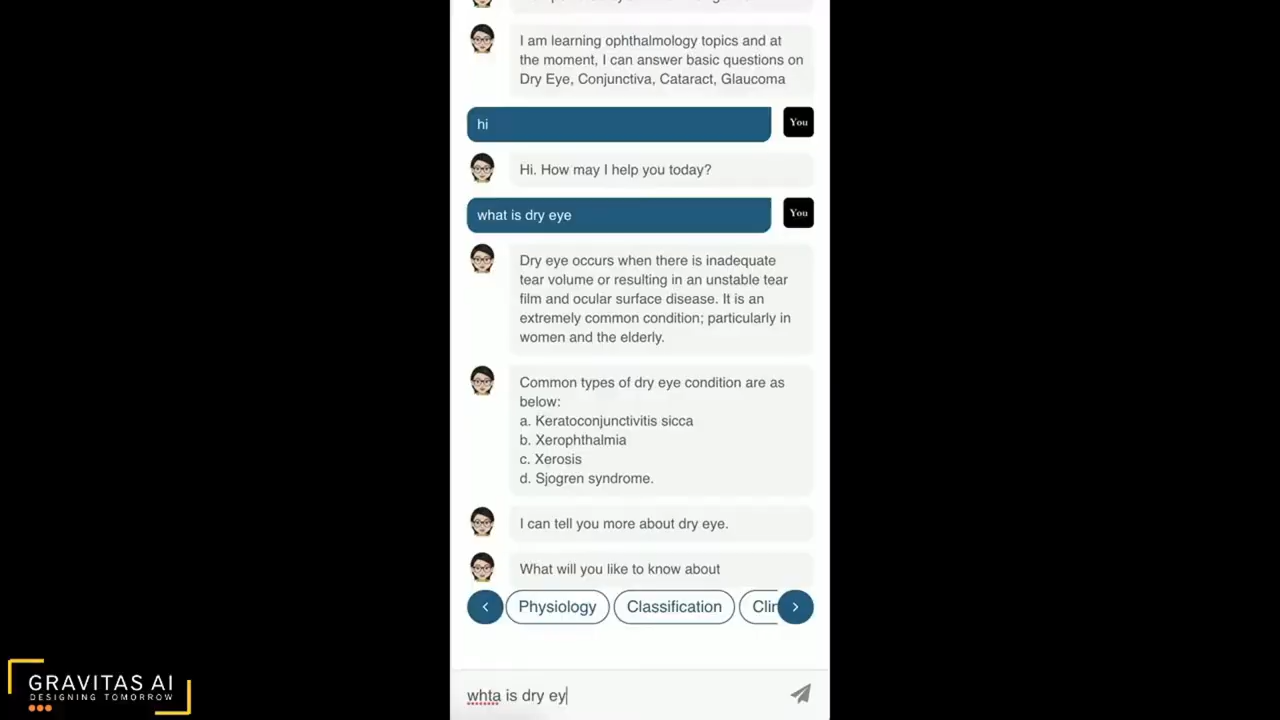 I am learning ophthalmology topics and at
the moment, I can answer basic questions on
Dry Eye, Conjunctiva, Cataract, Glaucoma
hi
You
Hi. How may I help you today?
what is dry eye
You
Dry eye occurs when there is inadequate
tear volume or resulting in an unstable tear
film and ocular surface disease. It is an
extremely common condition; particularly in
women and the elderly.
Common types of dry eye condition are as
below:
a. Keratoconjunctivitis sicca
b. Xerophthalmia
c. Xerosis
d. Sjogren syndrome.
I can tell you more about dry eye.
What will you like to know about
Physiology
Classification
Clin
whta is dry ey
GRAVITAS AI
DESIGNING TOMORROW